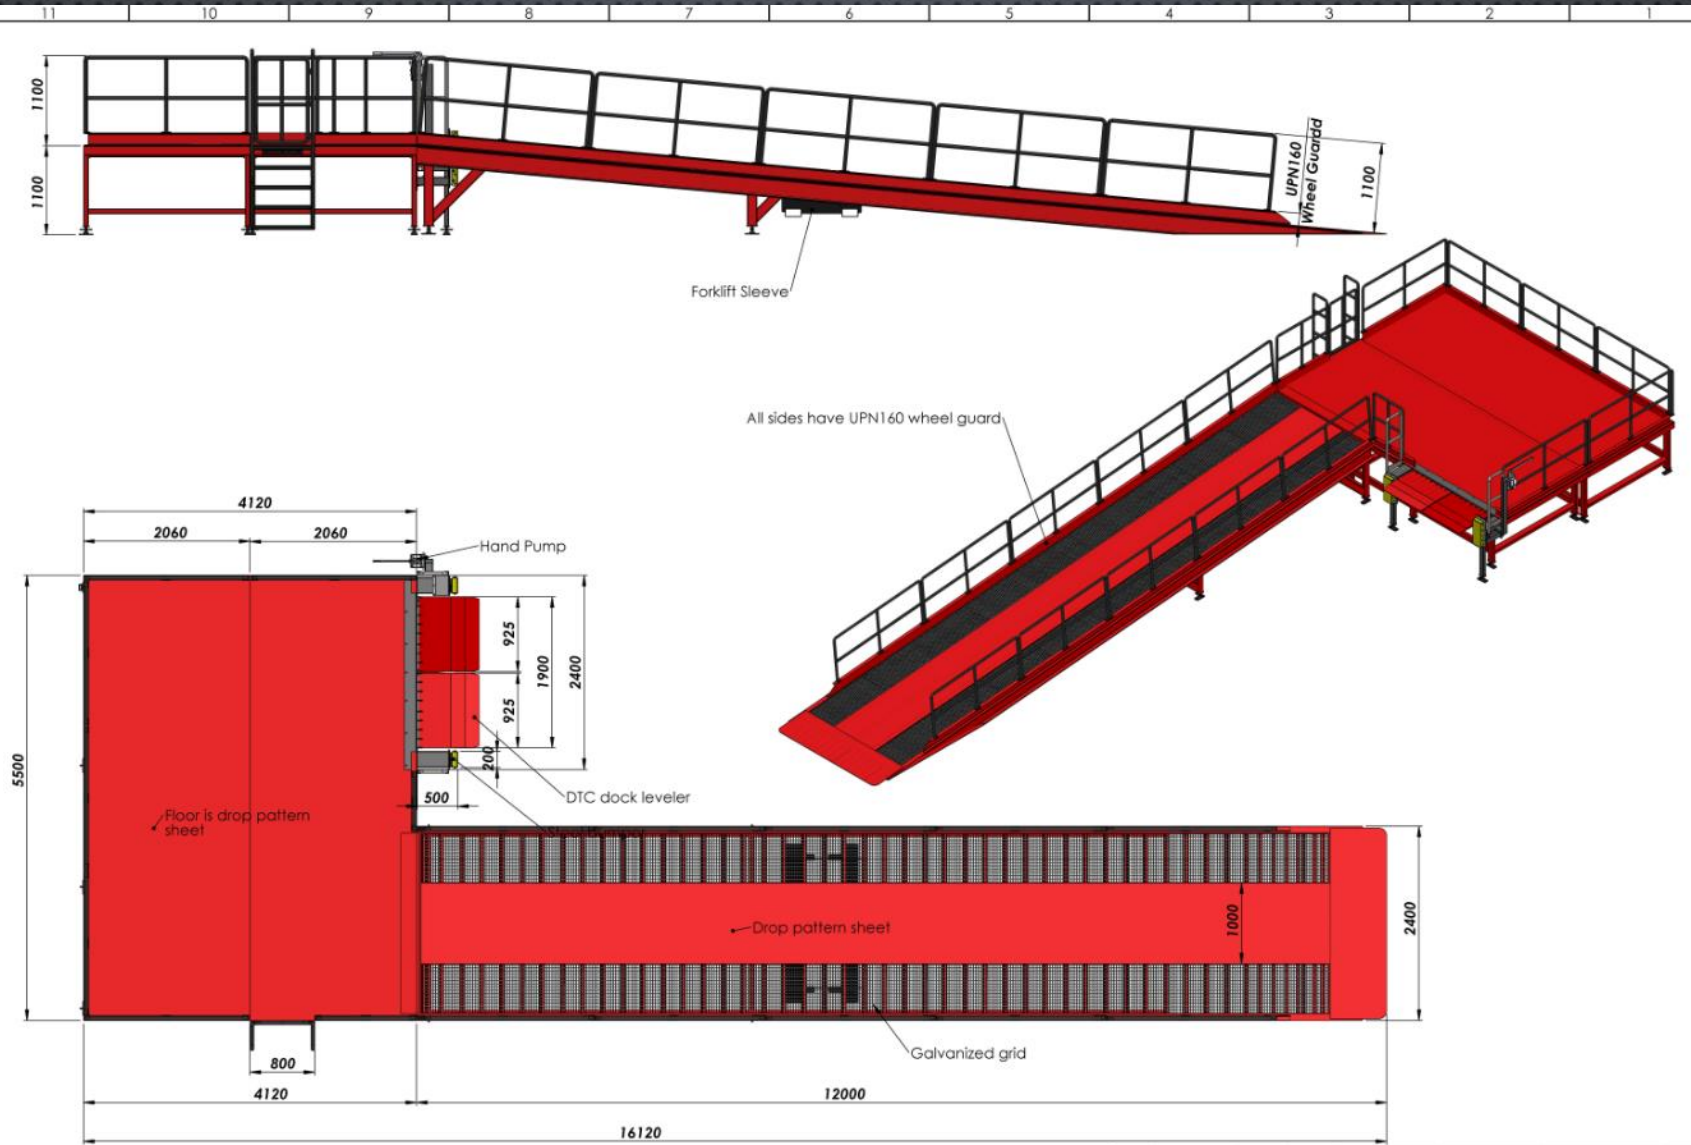 11 10 9 8 7 6 5 4 3 2 1
1100
1100
UPN160
Wheel Guardd
1100
Forklift Sleeve
All sides have UPN160 wheel guard
4120
2060 2060
Hand Pump
925
1900
2400
925
200
500
DTC dock leveler
5500
Floor is drop pattern
sheet
Drop pattern sheet
1000
2400
Galvanized grid
800
4120 12000
16120